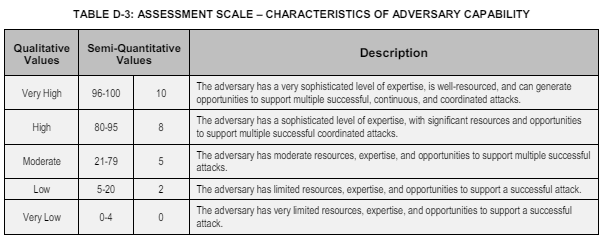 TABLE D-3: ASSESSMENT SCALE – CHARACTERISTICS OF ADVERSARY CAPABILITY
Qualitative Values
Semi-Quantitative Values
Description
Very High 96-100 10 The adversary has a very sophisticated level of expertise, is well-resourced, and can generate
opportunities to support multiple successful, continuous, and coordinated attacks.
High 80-95 8 The adversary has a sophisticated level of expertise, with significant resources and opportunities
to support multiple successful coordinated attacks.
Moderate 21-79 5 The adversary has moderate resources, expertise, and opportunities to support multiple successful
attacks.
Low 5-20 2 The adversary has limited resources, expertise, and opportunities to support a successful attack.
Very Low 0-4 0 The adversary has very limited resources, expertise, and opportunities to support a successful
attack.